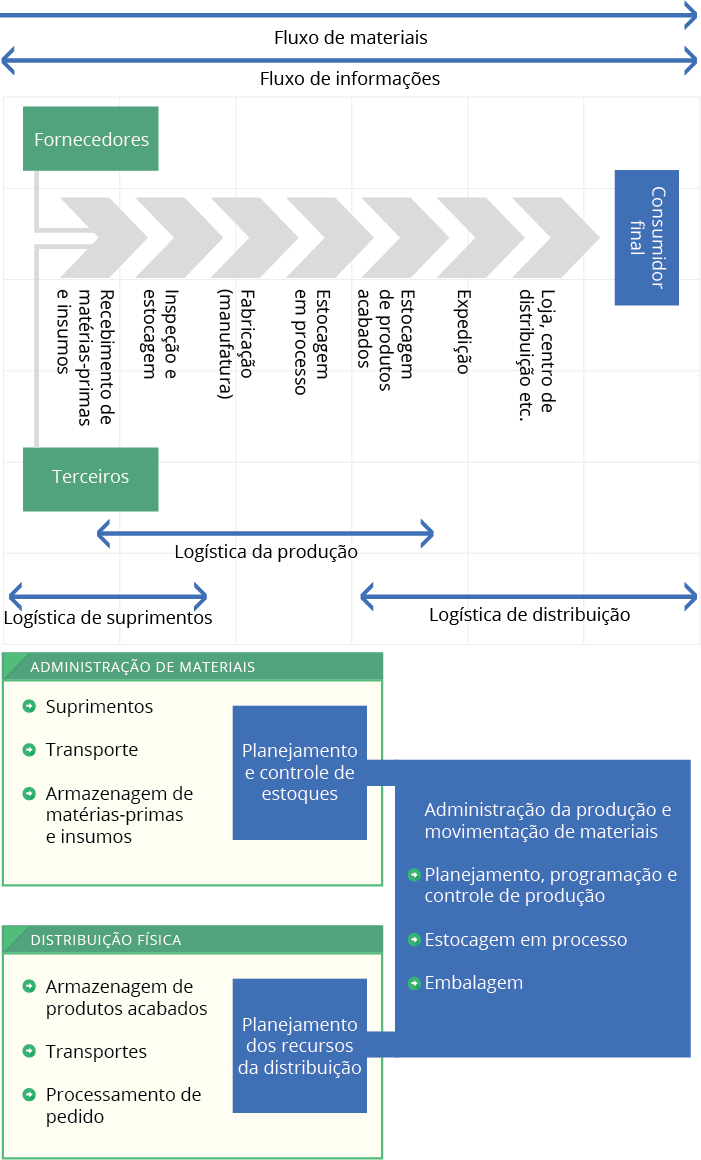 Fluxo de materiais
Fluxo de informações
Fornecedores
Consumidor
final
Recebimento de
matérias-primas
e insumos
Inspeção e
estocagem
Fabricação
(manufatura)
Estocagem
em processo
Estocagem
de produtos
acabados
Expedição
Loja, centro de
distribuição etc.
Terceiros
Logística da produção
Logística de suprimentos
Logística de distribuição
ADMINISTRAÇÃO DE MATERIAIS
Suprimentos
Transporte
Armazenagem de
matérias-primas
e insumos
Planejamento
e controle de
estoques
Administração da produção e
movimentação de materiais
Planejamento, programação e
controle de produção
Estocagem em processo
Embalagem
DISTRIBUIÇÃO FÍSICA
Armazenagem de
produtos acabados
Transportes
Processamento de
pedido
Planejamento
dos recursos
da distribuição